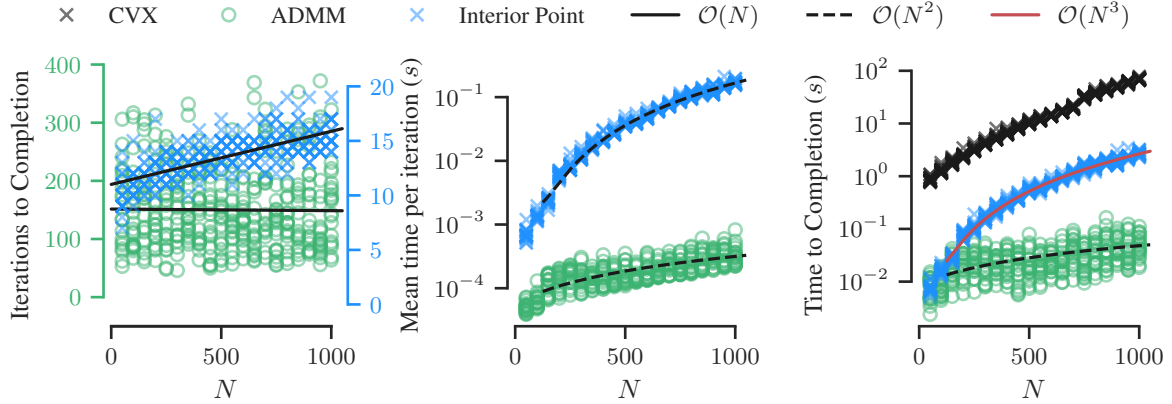 CVX ADMM Interior Point 𝒪(N) 𝒪(N²) 𝒪(N³)
Iterations to Completion
400
300
200
100
0
20
15
10
5
0
0 500 1000
N
Mean time per iteration (s)
10⁻¹
10⁻²
10⁻³
10⁻⁴
0 500 1000
N
Time to Completion (s)
10²
10¹
10⁰
10⁻¹
10⁻²
0 500 1000
N